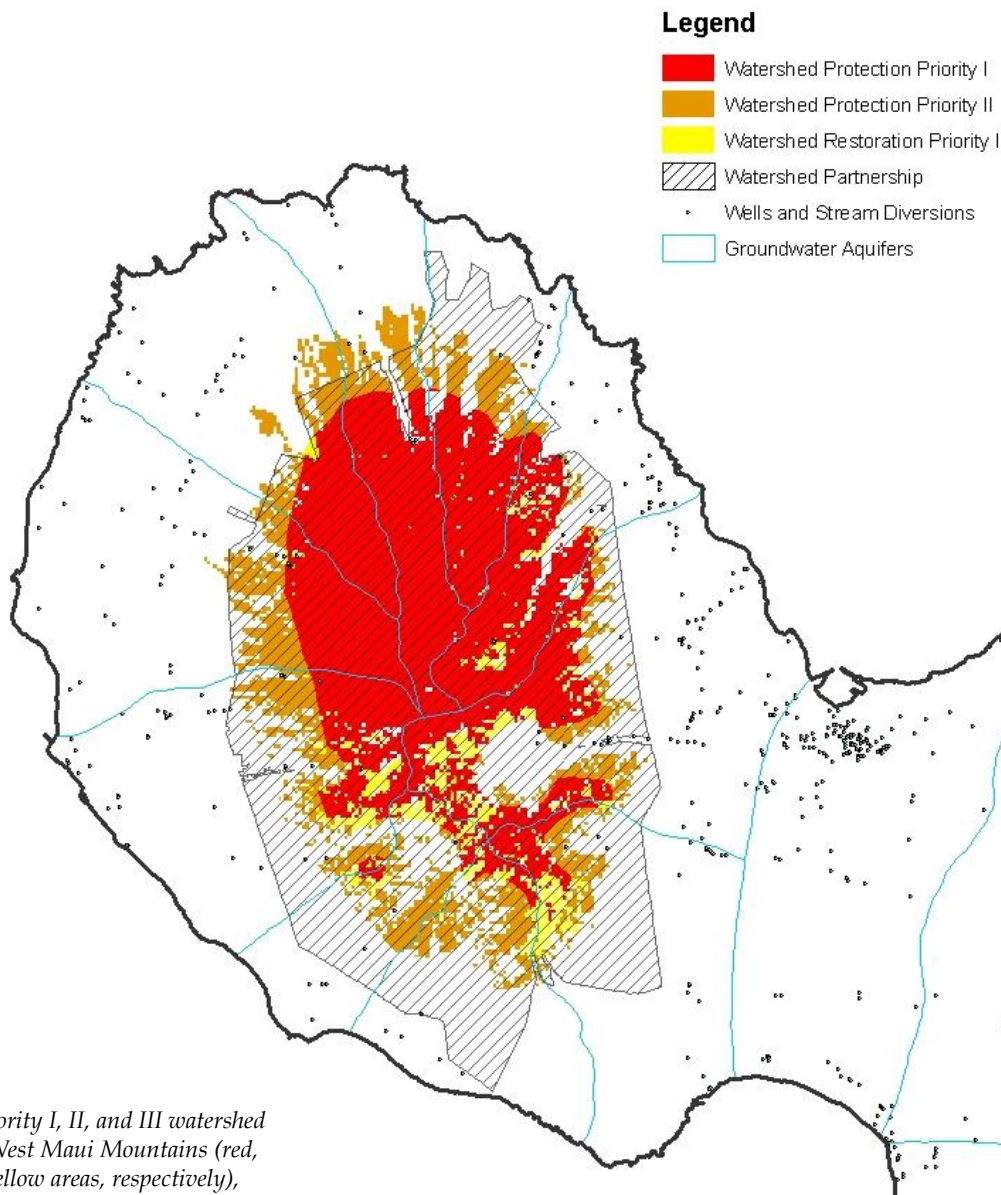 Legend
Watershed Protection Priority I
Watershed Protection Priority II
Watershed Restoration Priority I
Watershed Partnership
Wells and Stream Diversions
Groundwater Aquifers
ority I, II, and III watershed
West Maui Mountains (red,
ellow areas, respectively),